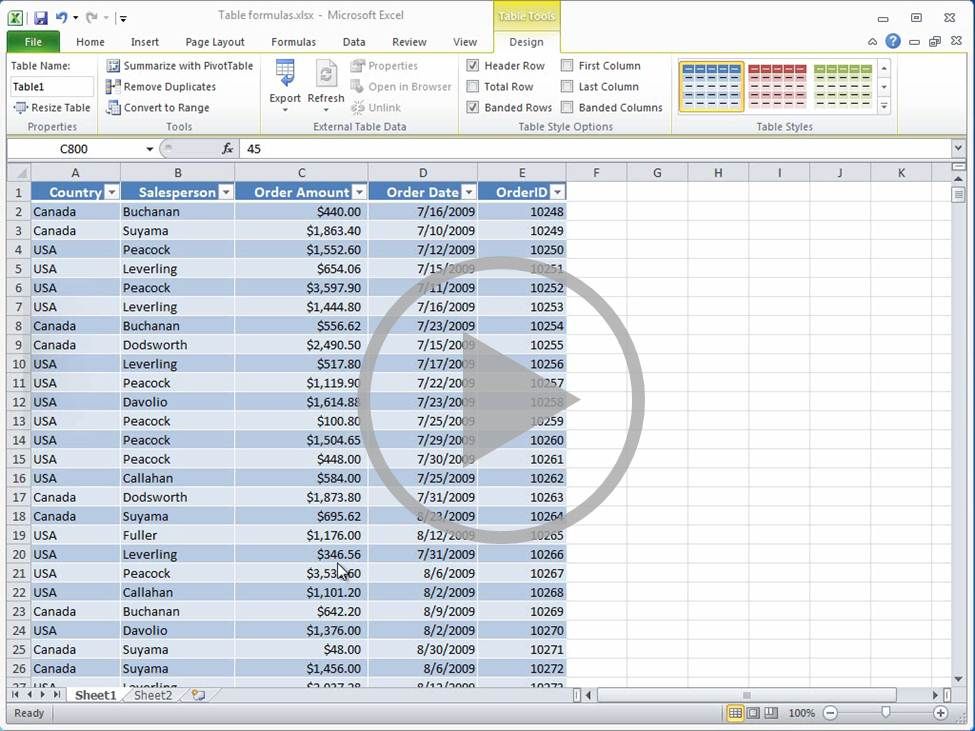 Table formulas.xlsx - Microsoft Excel
Table Tools
File Home Insert Page Layout Formulas Data Review View Design
Table Name:
Table1
Resize Table
Properties
Summarize with PivotTable
Remove Duplicates
Convert to Range
Tools
Export Refresh
Properties
Open in Browser
Unlink
External Table Data
Header Row First Column
Total Row Last Column
Banded Rows Banded Columns
Table Style Options
Table Styles
C800 fx 45
A B C D E F G H I J K
1 Country Salesperson Order Amount Order Date OrderID
2 Canada Buchanan $440.00 7/16/2009 10248
3 Canada Suyama $1,863.40 7/10/2009 10249
4 USA Peacock $1,552.60 7/12/2009 10250
5 USA Leverling $654.06 7/15/2009 10251
6 USA Peacock $3,597.90 7/11/2009 10252
7 USA Leverling $1,444.80 7/16/2009 10253
8 Canada Buchanan $556.62 7/23/2009 10254
9 Canada Dodsworth $2,490.50 7/15/2009 10255
10 USA Leverling $517.80 7/17/2009 10256
11 USA Peacock $1,119.90 7/22/2009 10257
12 USA Davolio $1,614.88 7/23/2009 10258
13 USA Peacock $100.80 7/25/2009 10259
14 USA Peacock $1,504.65 7/29/2009 10260
15 USA Peacock $448.00 7/30/2009 10261
16 USA Callahan $584.00 7/25/2009 10262
17 Canada Dodsworth $1,873.80 7/31/2009 10263
18 Canada Suyama $695.62 8/23/2009 10264
19 USA Fuller $1,176.00 8/12/2009 10265
20 USA Leverling $346.56 7/31/2009 10266
21 USA Peacock 8/6/2009 10267
22 USA Callahan $1,101.20 8/2/2009 10268
23 Canada Buchanan $642.20 8/9/2009 10269
24 USA Davolio $1,376.00 8/2/2009 10270
25 Canada Suyama $48.00 8/30/2009 10271
26 Canada Suyama $1,456.00 8/6/2009 10272
Sheet1 Sheet2
Ready 100%